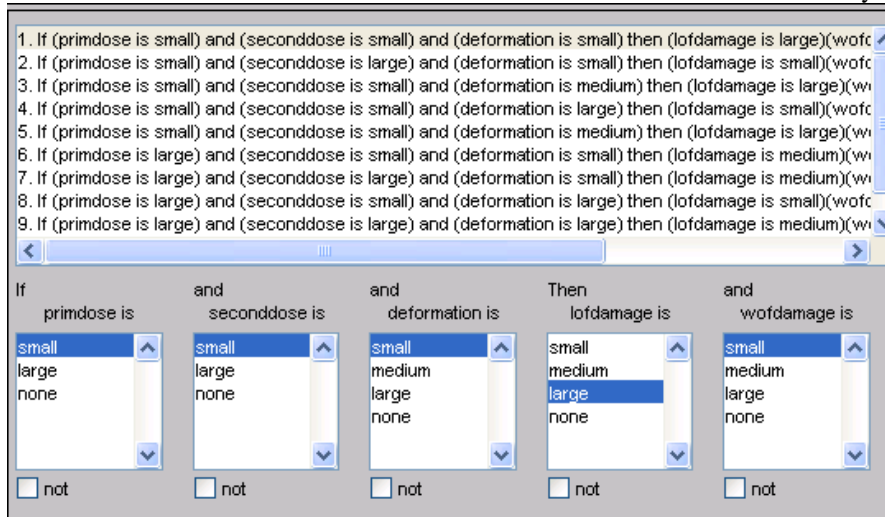 1. If (primdose is small) and (seconddose is small) and (deformation is small) then (lofdamage is large)(wofc
2. If (primdose is small) and (seconddose is large) and (deformation is small) then (lofdamage is small)(wofc
3. If (primdose is small) and (seconddose is small) and (deformation is medium) then (lofdamage is large)(w
4. If (primdose is small) and (seconddose is small) and (deformation is large) then (lofdamage is small)(wofc
5. If (primdose is small) and (seconddose is small) and (deformation is medium) then (lofdamage is large)(w
6. If (primdose is large) and (seconddose is small) and (deformation is small) then (lofdamage is medium)(w
7. If (primdose is large) and (seconddose is large) and (deformation is small) then (lofdamage is medium)(w
8. If (primdose is large) and (seconddose is small) and (deformation is large) then (lofdamage is small)(wofc
9. If (primdose is large) and (seconddose is large) and (deformation is large) then (lofdamage is medium)(w
If and and Then and
primdose is seconddose is deformation is lofdamage is wofdamage is
small small small small small
large large medium medium medium
none none large large large
none none none
not not not not not